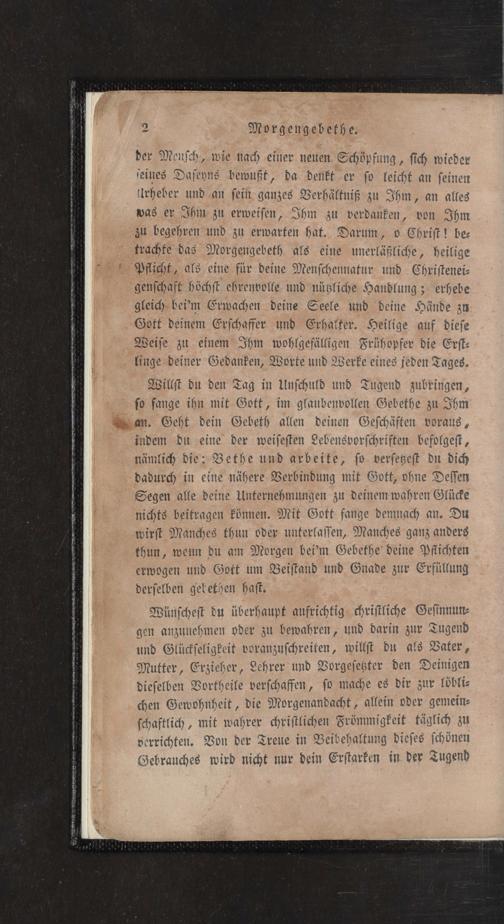 2 Morgengebethe.
der Mensch, wie nach einer neuen Schöpfung, sich wieder
seines Daseyns bewußt, da denkt er so leicht an seinen
Urheber und an sein ganzes Verhältniß zu Ihm, an alles
was er Ihm zu erweisen, Ihm zu verdanken, von Ihm
zu begehren und zu erwarten hat. Darum, o Christ! be-
trachte das Morgengebeth als eine unerläßliche, heilige
Pflicht, als eine für deine Menschennatur und Christenei-
genschaft höchst ehrenvolle und nützliche Handlung; erhebe
gleich bei'm Erwachen deine Seele und deine Hände zu
Gott deinem Erschaffer und Erhalter. Heilige auf diese
Weise zu einem Ihm wohlgefälligen Frühopfer die Erst-
linge deiner Gedanken, Worte und Werke eines jeden Tages.
Willst du den Tag in Unschuld und Tugend zubringen,
so fange ihn mit Gott, im glaubenvollen Gebethe zu Ihm
an. Geht dein Gebeth allen deinen Geschäften voraus,
indem du eine der weisesten Lebensvorschriften befolgest,
nämlich die: Bethe und arbeite, so versetzest du dich
dadurch in eine nähere Verbindung mit Gott, ohne Dessen
Segen alle deine Unternehmungen zu deinem wahren Glücke
nichts beitragen können. Mit Gott fange demnach an. Du
wirst Manches thun oder unterlassen, Manches ganz anders
thun, wenn du am Morgen bei'm Gebethe deine Pflichten
erwogen und Gott um Beistand und Gnade zur Erfüllung
derselben gebethen hast.
Wünschest du überhaupt aufrichtig christliche Gesinnun-
gen anzunehmen oder zu bewahren, und darin zur Tugend
und Glückseligkeit voranzuschreiten, willst du als Vater,
Mutter, Erzieher, Lehrer und Vorgesetzter den Deinigen
dieselben Vortheile verschaffen, so mache es dir zur löbli-
chen Gewohnheit, die Morgenandacht, allein oder gemein-
schaftlich, mit wahrer christlichen Frömmigkeit täglich zu
verrichten. Von der Treue in Beibehaltung dieses schönen
Gebrauches wird nicht nur dein Erstarken in der Tugend